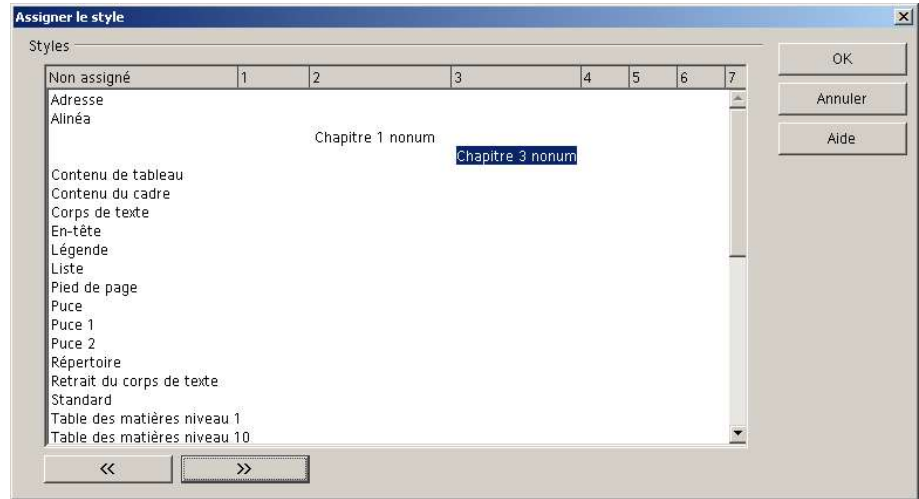 Assigner le style
Styles
OK
Annuler
Aide
Non assigné 1 2 3 4 5 6 7
Adresse
Alinéa
Chapitre 1 nonum
Chapitre 3 nonum
Contenu de tableau
Contenu du cadre
Corps de texte
En-tête
Légende
Liste
Pied de page
Puce
Puce 1
Puce 2
Répertoire
Retrait du corps de texte
Standard
Table des matières niveau 1
Table des matières niveau 10
<< >>